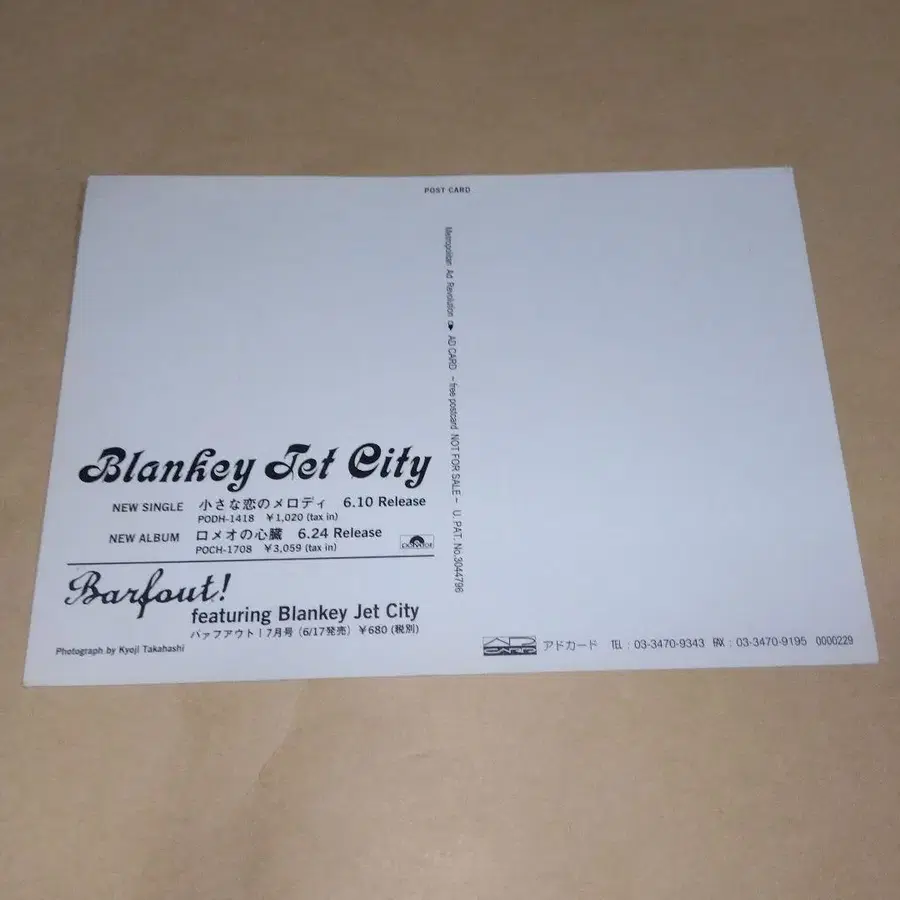 POST CARD
Metropolitan Ad Revolution AD CARD －free postcard NOT FOR SALE－ U. PAT. No.3044796
Blankey Jet City
NEW SINGLE 小さな恋のメロディ 6.10 Release
PODH-1418 ￥1,020 (tax in)
NEW ALBUM ロメオの心臓 6.24 Release
POCH-1708 ￥3,059 (tax in)
polydor
Barfout!
featuring Blankey Jet City
バァフアウト！7月号 (6/17発売) ￥680 (税別)
Photograph by Kyoji Takahashi
AD CARD アドカード TEL : 03-3470-9343 FAX : 03-3470-9195 0000229